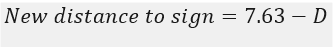 New distance to sign = 7.63 − D